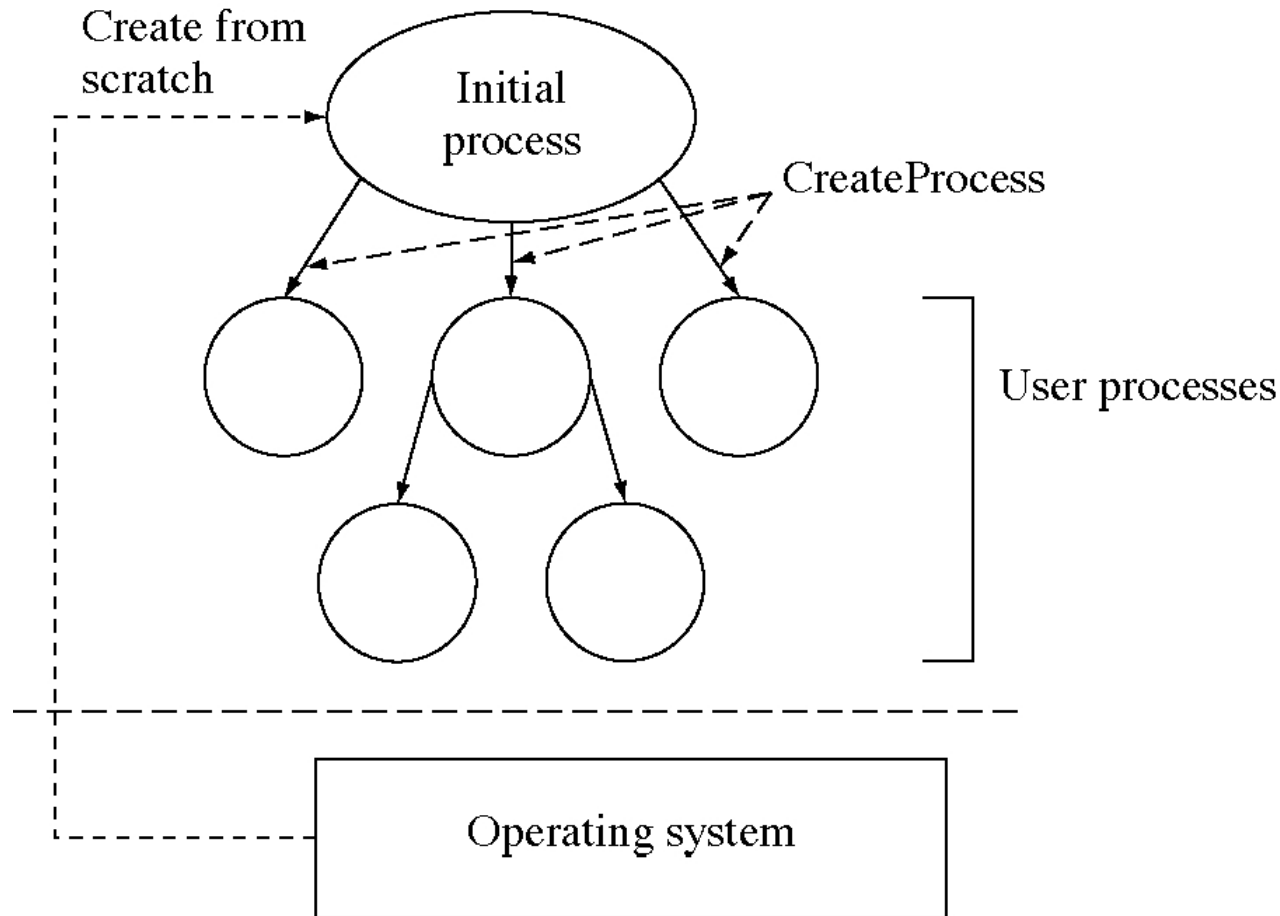 Create from
scratch
Initial
process
CreateProcess
User processes
Operating system